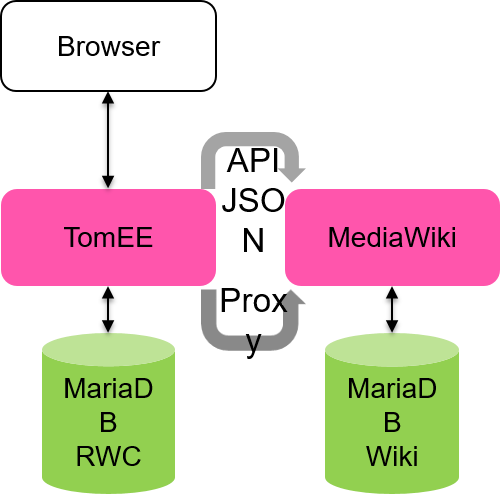 Browser
API
JSO
N
TomEE
MediaWiki
Prox
y
MariaD
B
RWC
MariaD
B
Wiki